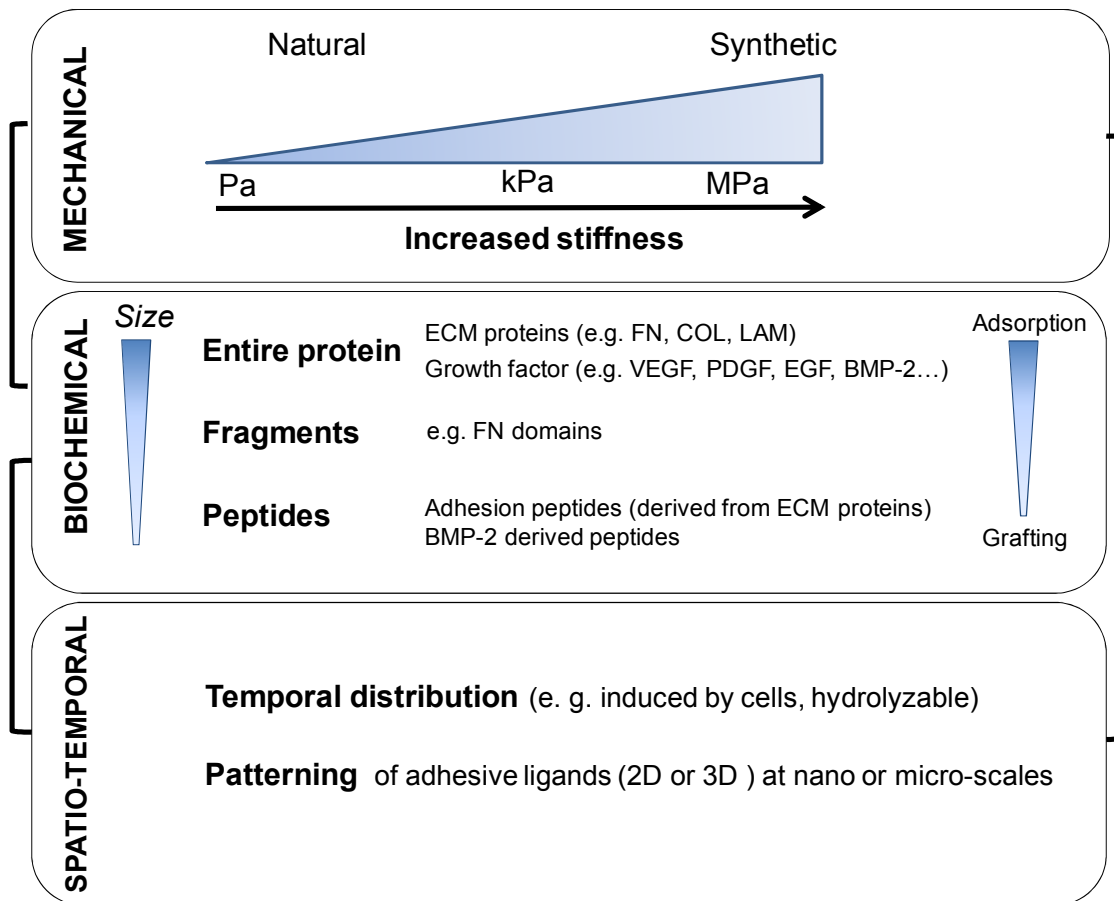 MECHANICAL
Natural
Synthetic
Pa
kPa
MPa
Increased stiffness
BIOCHEMICAL
Size
Entire protein
ECM proteins (e.g. FN, COL, LAM)
Growth factor (e.g. VEGF, PDGF, EGF, BMP-2…)
Fragments
e.g. FN domains
Peptides
Adhesion peptides (derived from ECM proteins)
BMP-2 derived peptides
Adsorption
Grafting
SPATIO-TEMPORAL
Temporal distribution (e. g. induced by cells, hydrolyzable)
Patterning of adhesive ligands (2D or 3D ) at nano or micro-scales